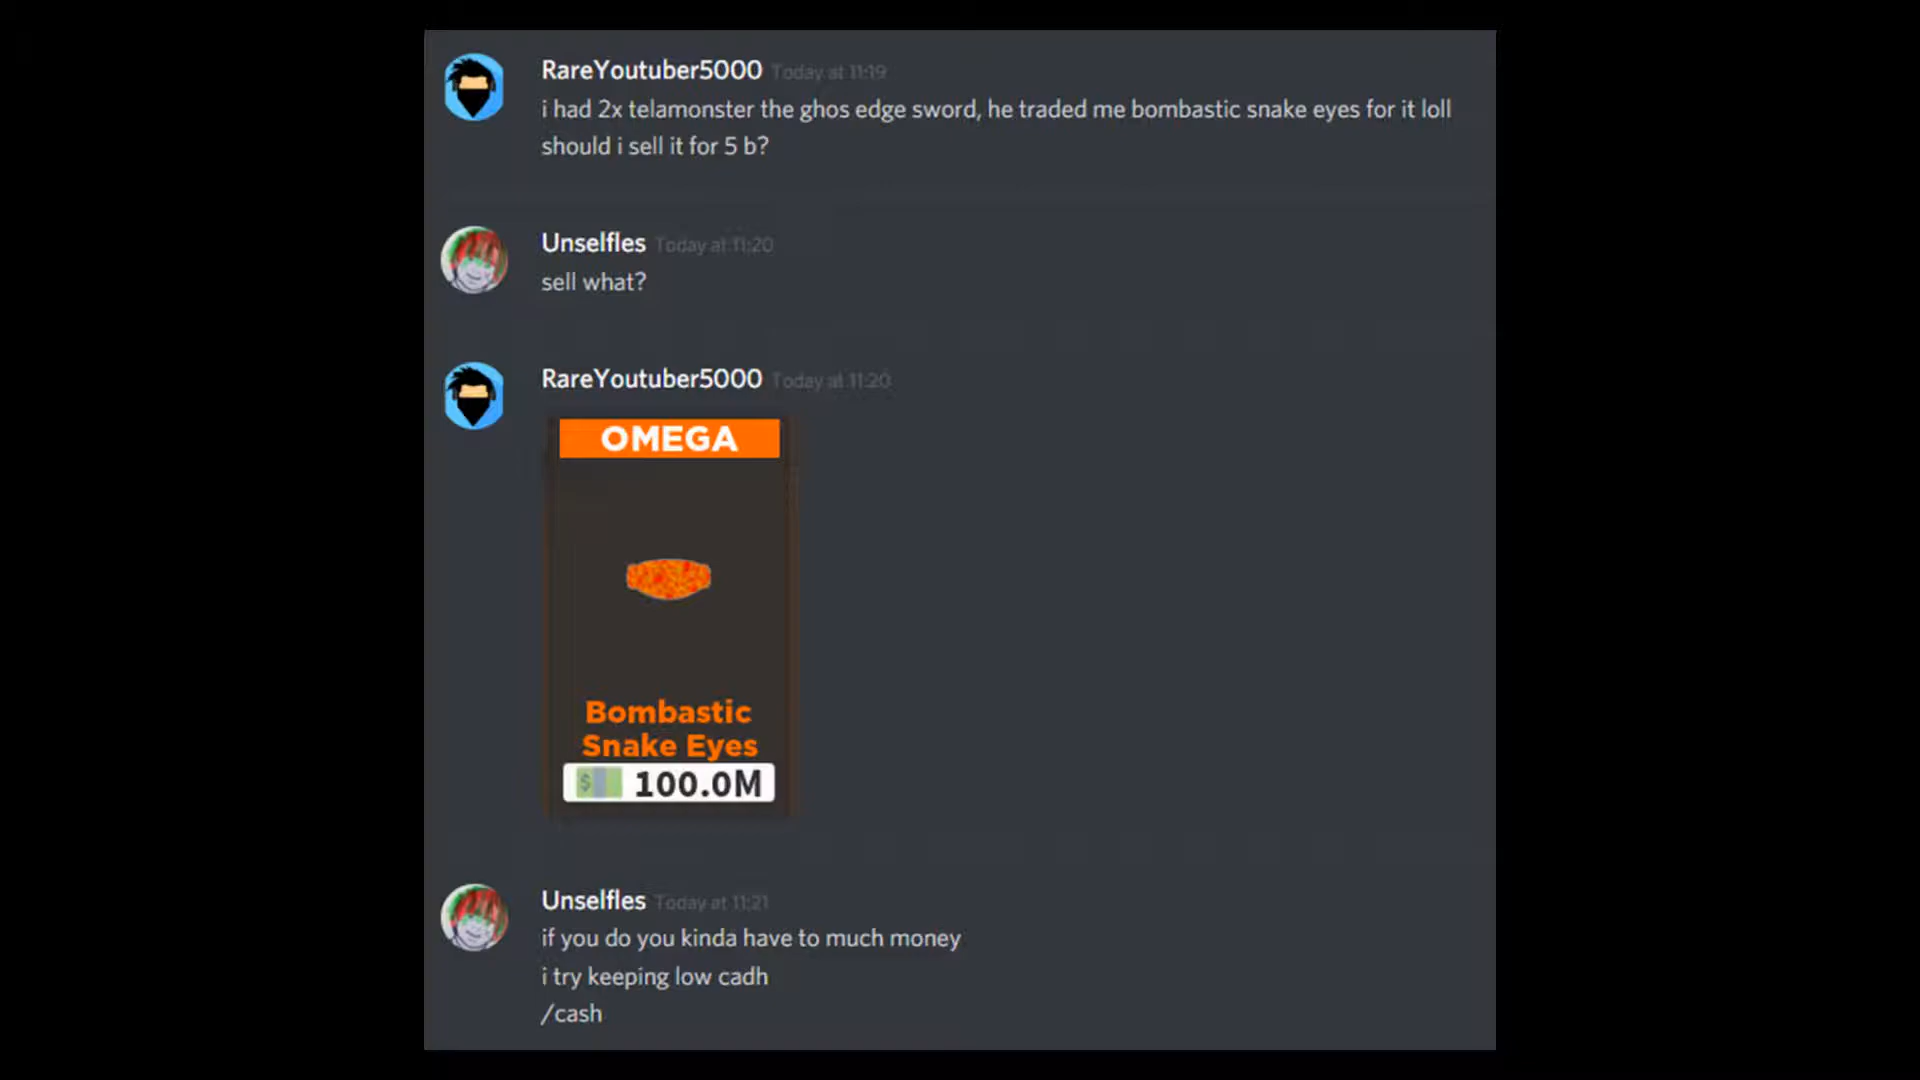 RareYoutuber5000 Today at 11:19
i had 2x telamonster the ghos edge sword, he traded me bombastic snake eyes for it loll
should i sell it for 5 b?
Unselfles Today at 11:20
sell what?
RareYoutuber5000 Today at 11:20
OMEGA
Bombastic
Snake Eyes
$ 100.0M
Unselfles Today at 11:21
if you do you kinda have to much money
i try keeping low cadh
/cash